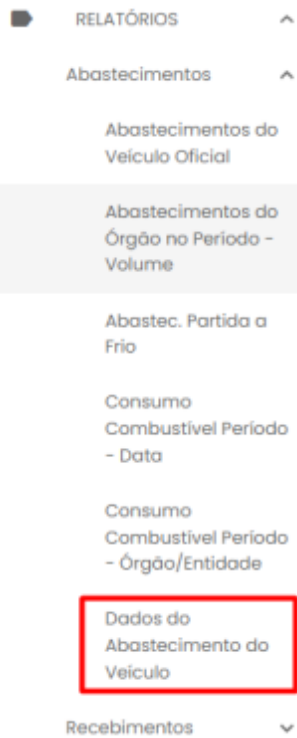 RELATÓRIOS
Abastecimentos
Abastecimentos do
Veículo Oficial
Abastecimentos do
Órgão no Período -
Volume
Abastec. Partida a
Frio
Consumo
Combustível Período
- Data
Consumo
Combustível Período
- Órgão/Entidade
Dados do
Abastecimento do
Veículo
Recebimentos